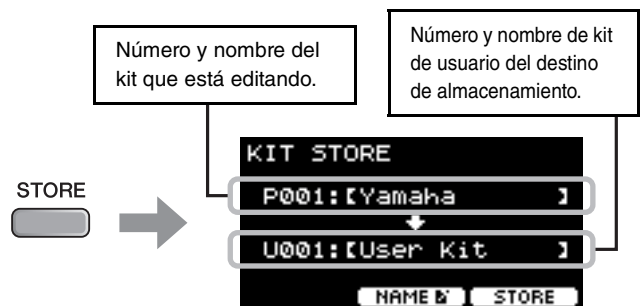 Número y nombre del
kit que está editando.
Número y nombre de kit
de usuario del destino
de almacenamiento.
STORE
KIT STORE
P001:[Yamaha ]
U001:[User Kit ]
NAME
STORE